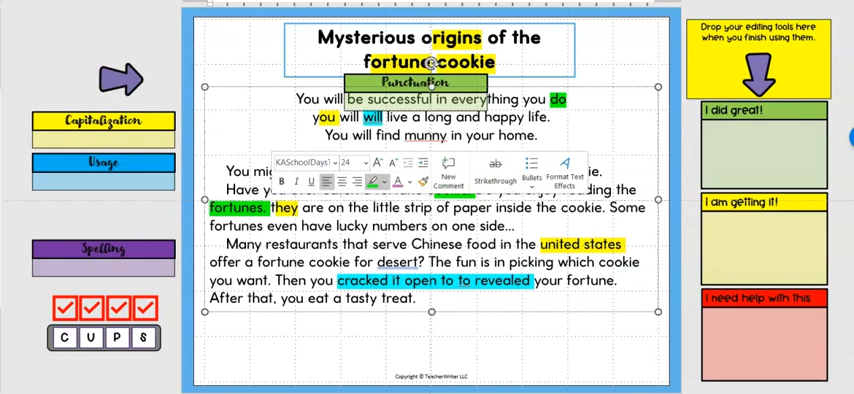 Mysterious origins of the
fortune cookie
Punctuation
You will be successful in everything you do
you will will live a long and happy life.
You will find munny in your home.
KASchoolDays1 24
New
Comment
Strikethrough
Bullets
Format Text
Effects
You
Have
reading the
fortunes. they are on the little strip of paper inside the cookie. Some
fortunes even have lucky numbers on one side...
Many restaurants that serve Chinese food in the united states
offer a fortune cookie for desert? The fun is in picking which cookie
you want. Then you cracked it open to to revealed your fortune.
After that, you eat a tasty treat.
Copyright © TeacherWriter LLC
Capitalization
Usage
Spelling
C U P S
Drop your editing tools here
when you finish using them.
I did great!
I am getting it!
I need help with this